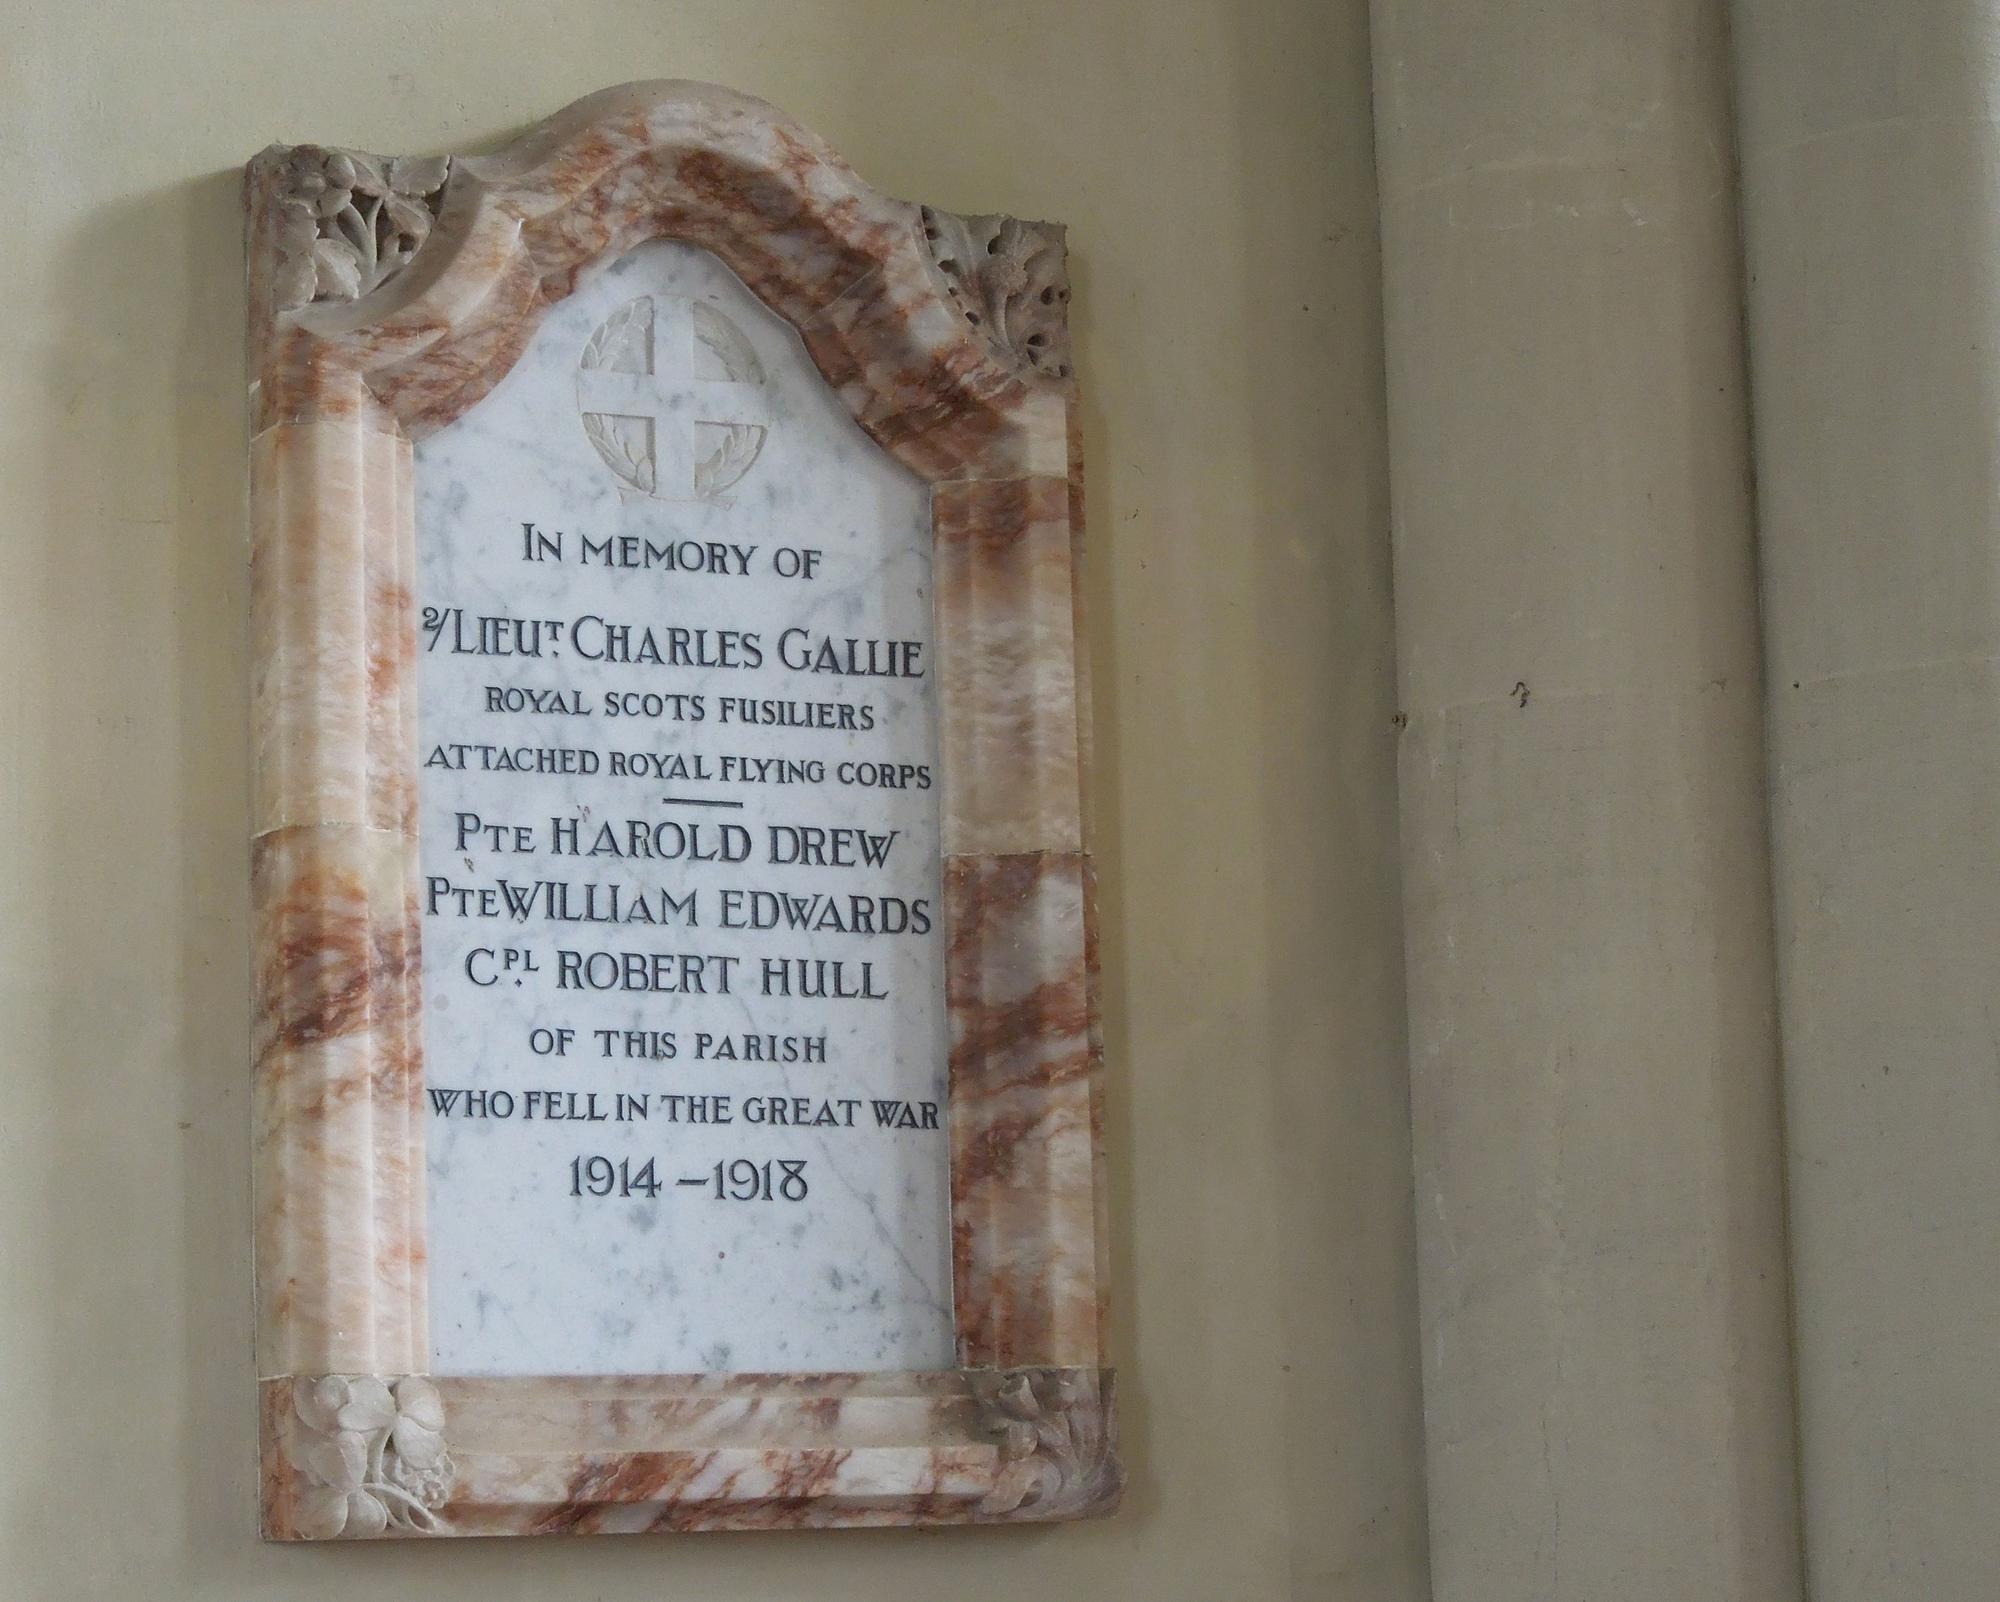 IN MEMORY OF
2/LIEUT. CHARLES GALLIE
ROYAL SCOTS FUSILIERS
ATTACHED ROYAL FLYING CORPS
PTE HAROLD DREW
PTE WILLIAM EDWARDS
CPL. ROBERT HULL
OF THIS PARISH
WHO FELL IN THE GREAT WAR
1914 – 1918